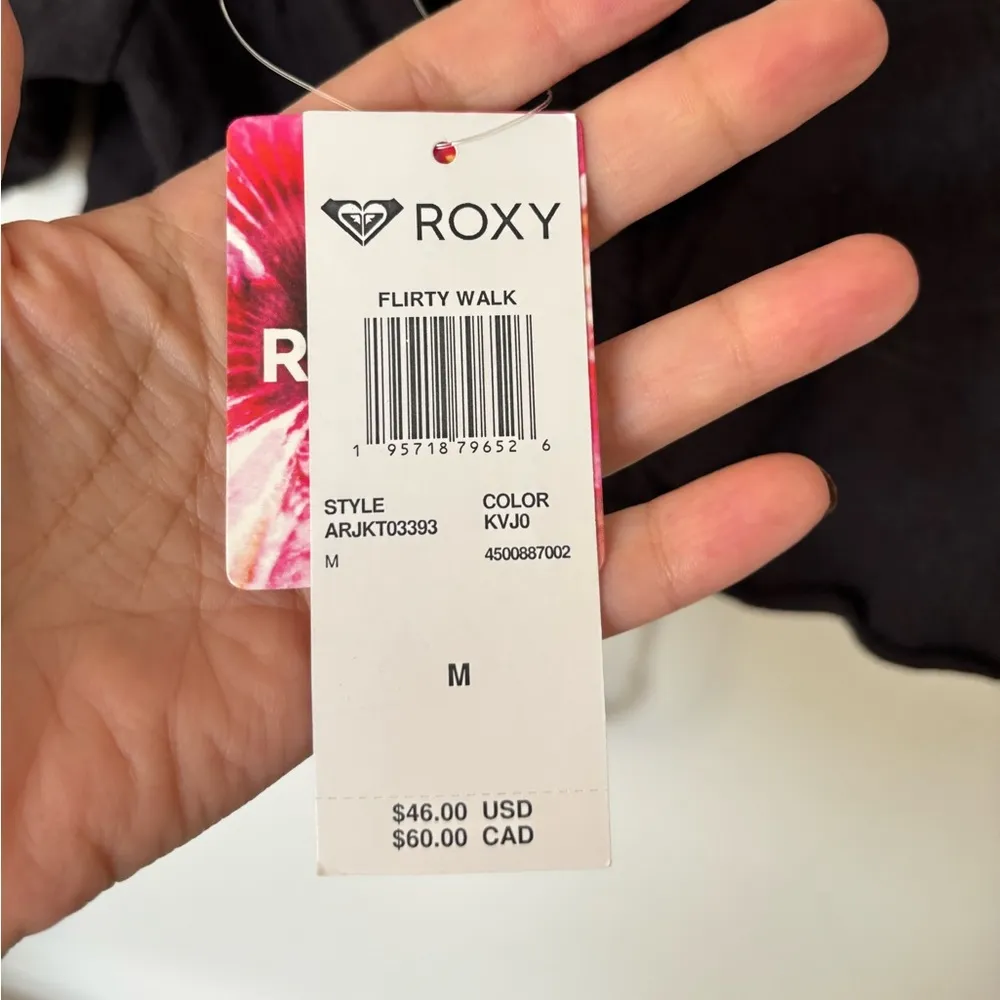 ROXY
R
FLIRTY WALK
1 95718 79652 6
STYLE
ARJKT03393
M
COLOR
KVJ0
4500887002
M
$46.00 USD
$60.00 CAD